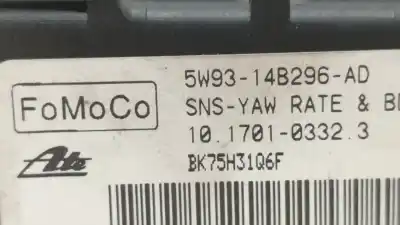 5W93-14B296-AD
FoMoCo
SNS-YAW RATE &
10.1701-0332.3
Ate
BK75H31Q6F